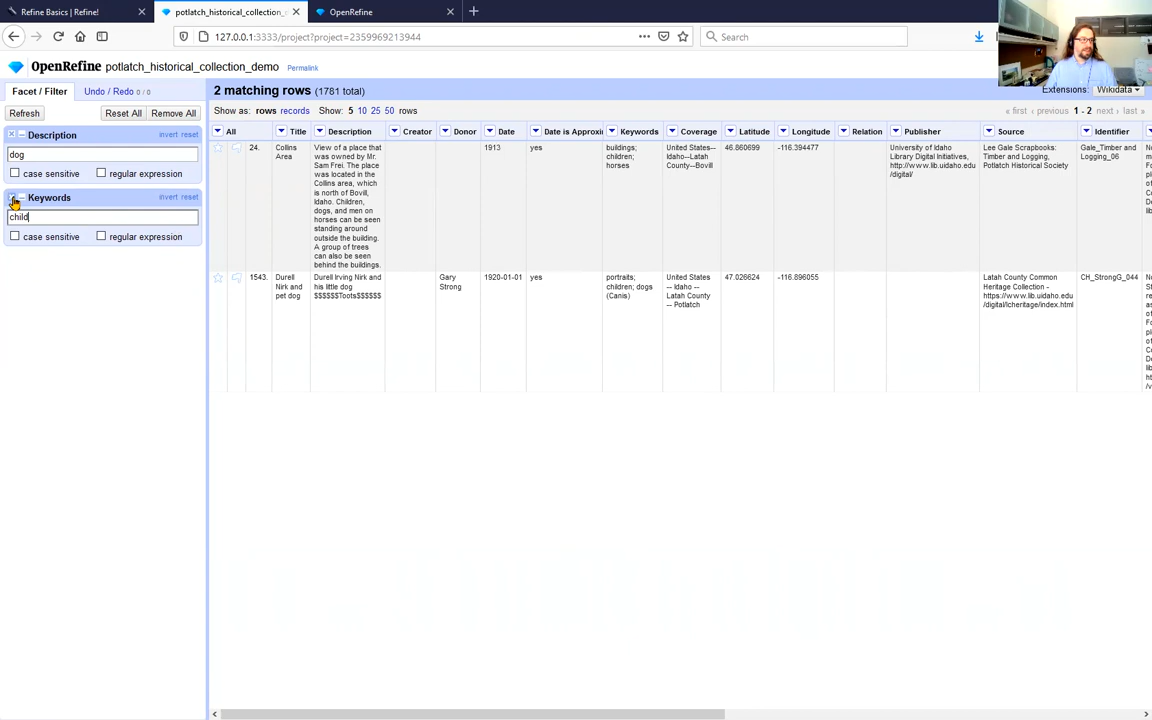 Refine Basics | Refine!
potlatch_historical_collection_
OpenRefine
127.0.0.1:3333/project?project=2359969213944
Search
OpenRefine potlatch_historical_collection_demo Permalink
Extensions: Wikidata
Facet / Filter Undo / Redo 0 / 0
2 matching rows (1781 total)
Refresh Reset All Remove All
Show as: rows records Show: 5 10 25 50 rows
« first ‹ previous 1 - 2 next › last »
Description invert reset
dog
case sensitive regular expression
Keywords invert reset
child
case sensitive regular expression
All Title Description Creator Donor Date Date is Approxi Keywords Coverage Latitude Longitude Relation Publisher Source Identifier
24.
Collins
Area
View of a place that
was owned by Mr.
Sam Frei. The place
was located in the
Collins area, which
is north of Bovill,
Idaho. Children,
dogs, and men on
horses can be seen
standing around
outside the building.
A group of trees
can also be seen
behind the buildings.
1913
yes
buildings;
children;
horses
United States--
Idaho--Latah
County--Bovill
46.860699
-116.394477
University of Idaho
Library Digital Initiatives,
http://www.lib.uidaho.edu
/digital/
Lee Gale Scrapbooks:
Timber and Logging,
Potlatch Historical Society
Gale_Timber and
Logging_06
1543.
Durell
Nirk and
pet dog
Durell Irving Nirk and
his little dog
$$$$$$Toots$$$$$$
Gary
Strong
1920-01-01
yes
portraits;
children; dogs
(Canis)
United States
-- Idaho --
Latah County
-- Potlatch
47.026624
-116.896055
Latah County Common
Heritage Collection -
https://www.lib.uidaho.edu
/digital/lcheritage/index.html
CH_StrongG_044